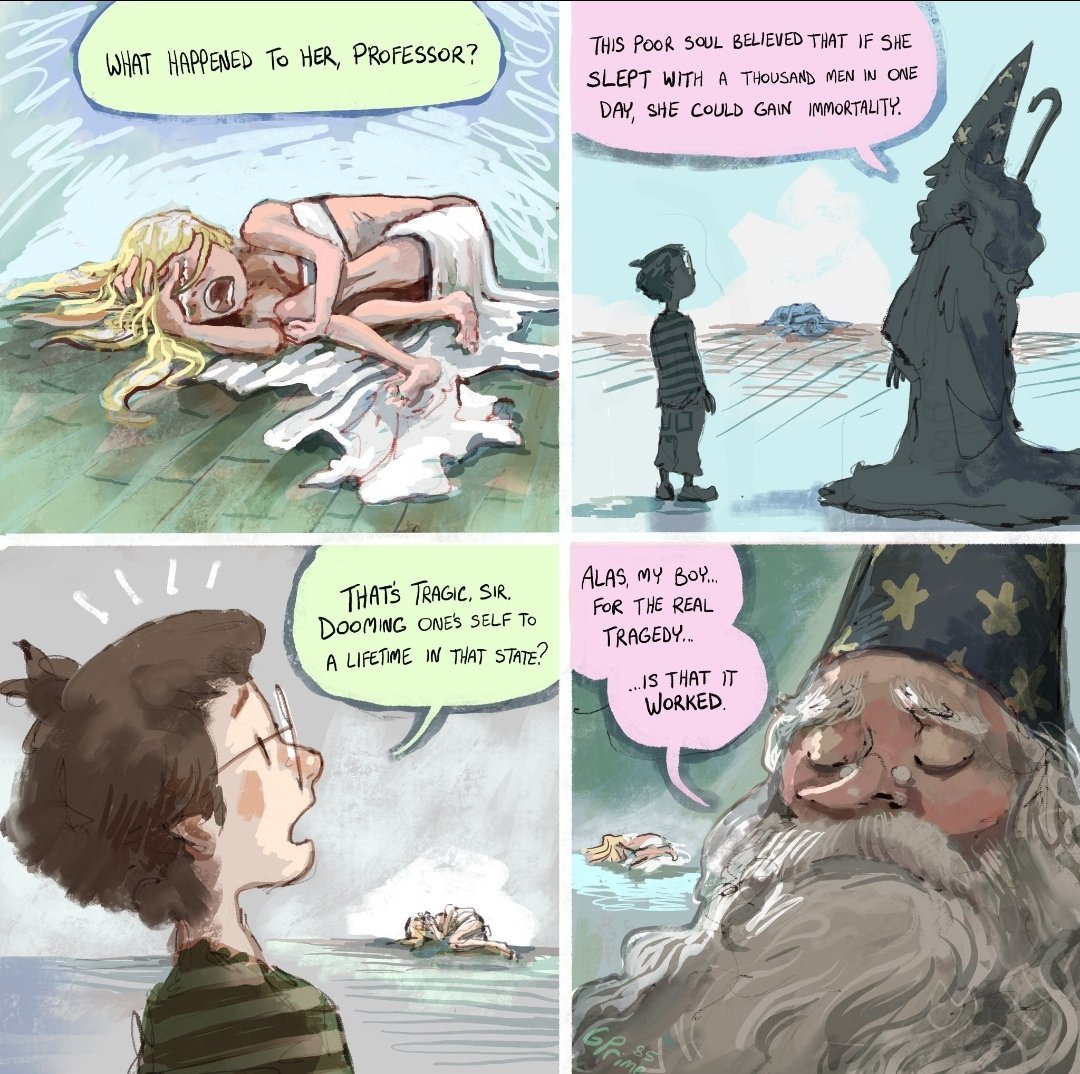 WHAT HAPPENED TO HER, PROFESSOR?
THIS POOR SOUL BELIEVED THAT IF SHE
SLEPT WITH A THOUSAND MEN IN ONE
DAY, SHE COULD GAIN IMMORTALITY.
THAT'S TRAGIC, SIR.
DOOMING ONE'S SELF TO
A LIFETIME IN THAT STATE?
ALAS, MY BOY...
FOR THE REAL
TRAGEDY...
...IS THAT IT
WORKED.
GPrime
85